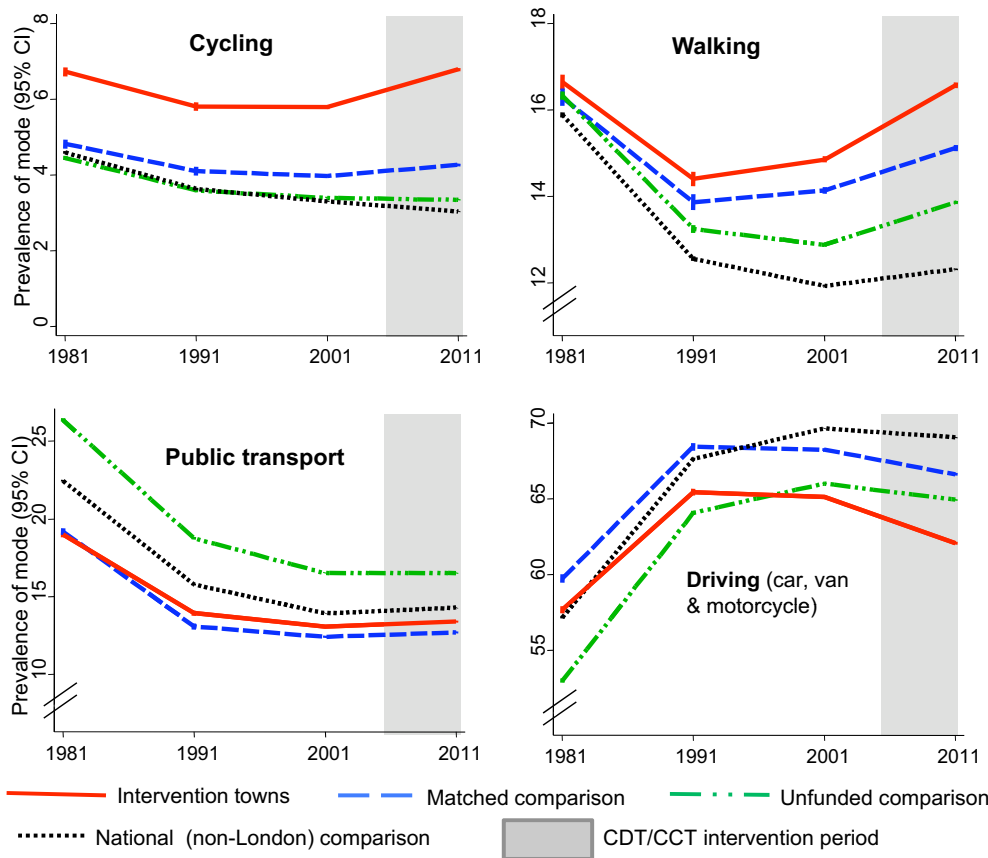 Prevalence of mode (95% CI)
8
6
4
2
0
Cycling
1981 1991 2001 2011
18
16
14
12
Walking
1981 1991 2001 2011
Prevalence of mode (95% CI)
25
20
15
10
Public transport
1981 1991 2001 2011
70
65
60
55
Driving (car, van
& motorcycle)
1981 1991 2001 2011
Intervention towns Matched comparison Unfunded comparison
National (non-London) comparison CDT/CCT intervention period